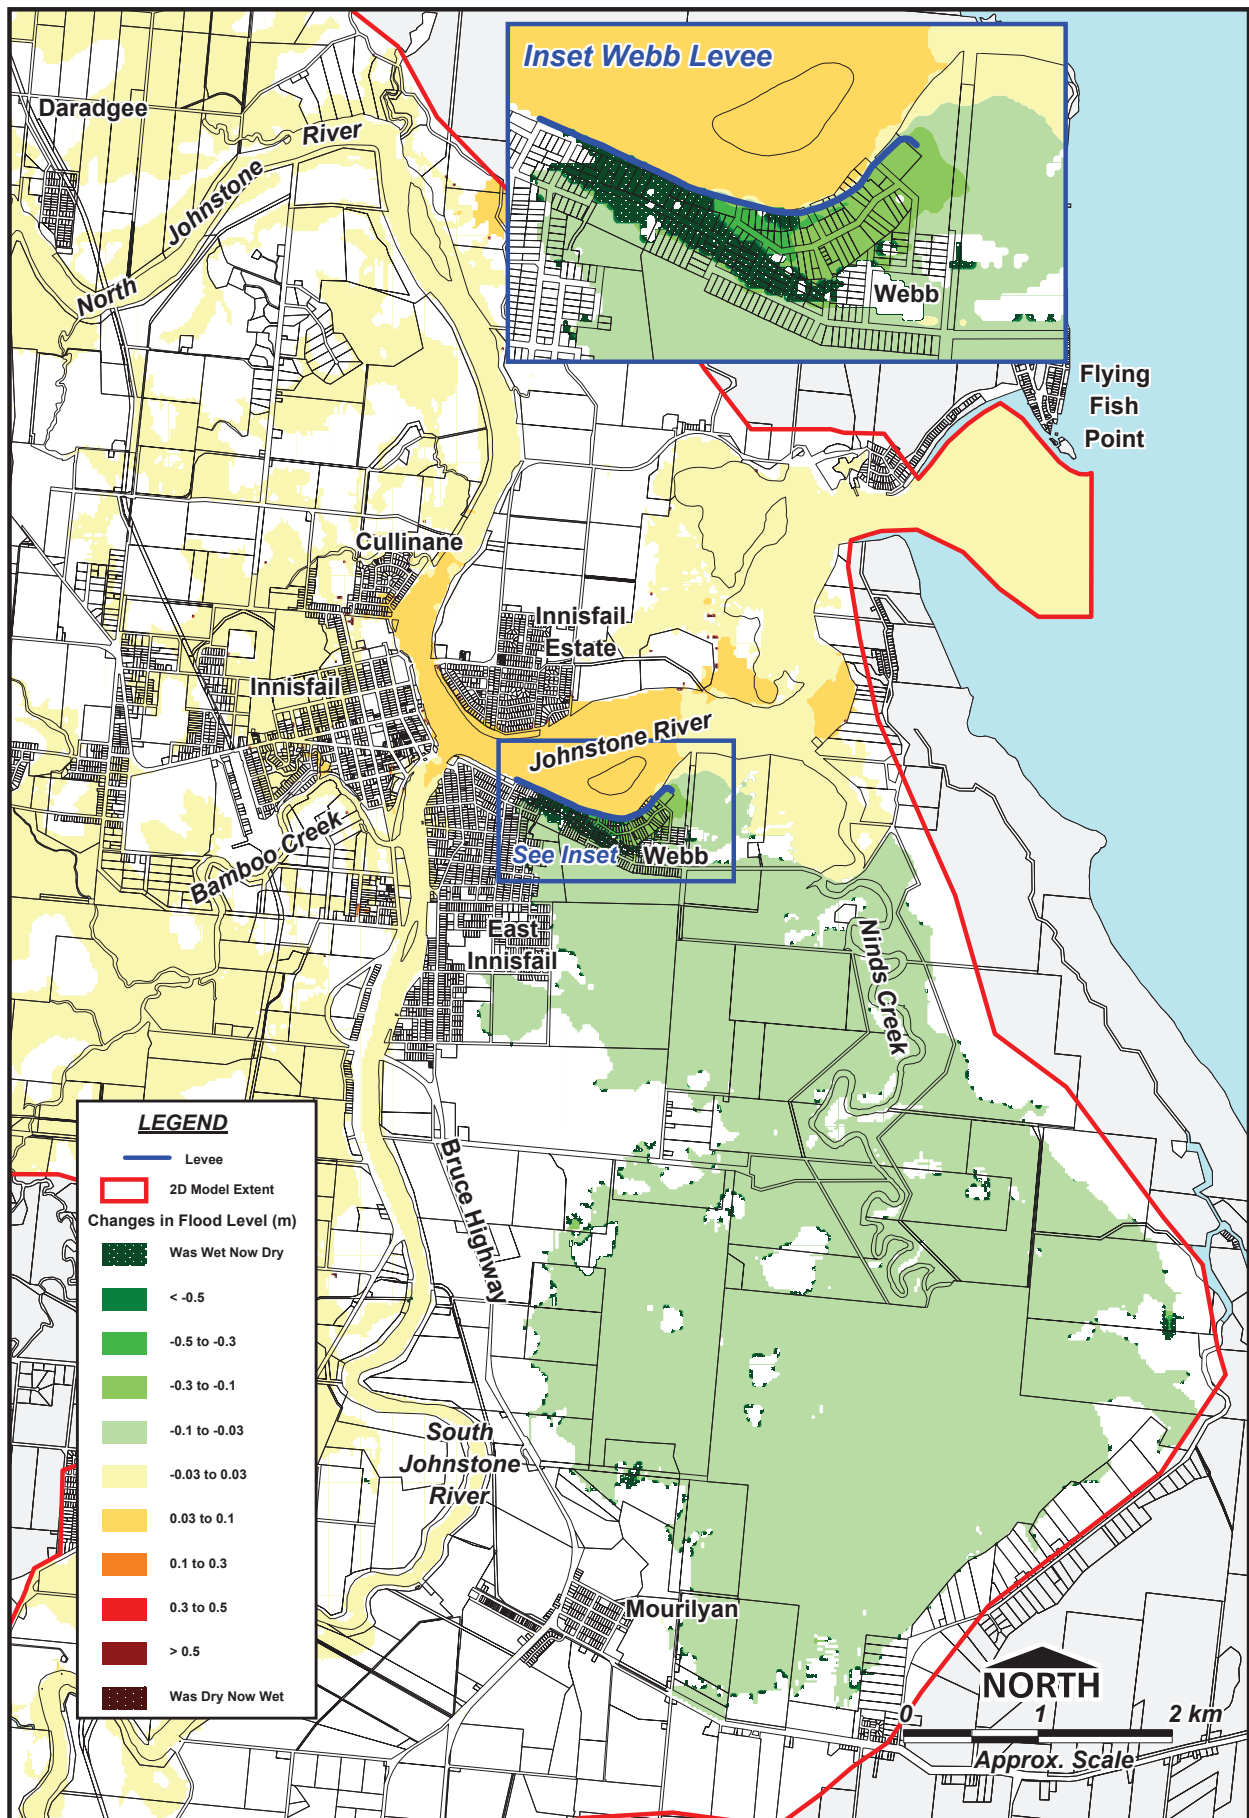 Inset Webb Levee
Daradgee
River
Johnstone
North
Webb
Flying
Fish
Point
Cullinane
Innisfail
Estate
Innisfail
Johnstone River
See Inset
Webb
Bamboo Creek
East
Innisfail
Ninds Creek
Bruce Highway
LEGEND
Levee
2D Model Extent
Changes in Flood Level (m)
Was Wet Now Dry
< -0.5
-0.5 to -0.3
-0.3 to -0.1
-0.1 to -0.03
-0.03 to 0.03
0.03 to 0.1
0.1 to 0.3
0.3 to 0.5
> 0.5
Was Dry Now Wet
South
Johnstone
River
Mourilyan
NORTH
0 1 2 km
Approx. Scale